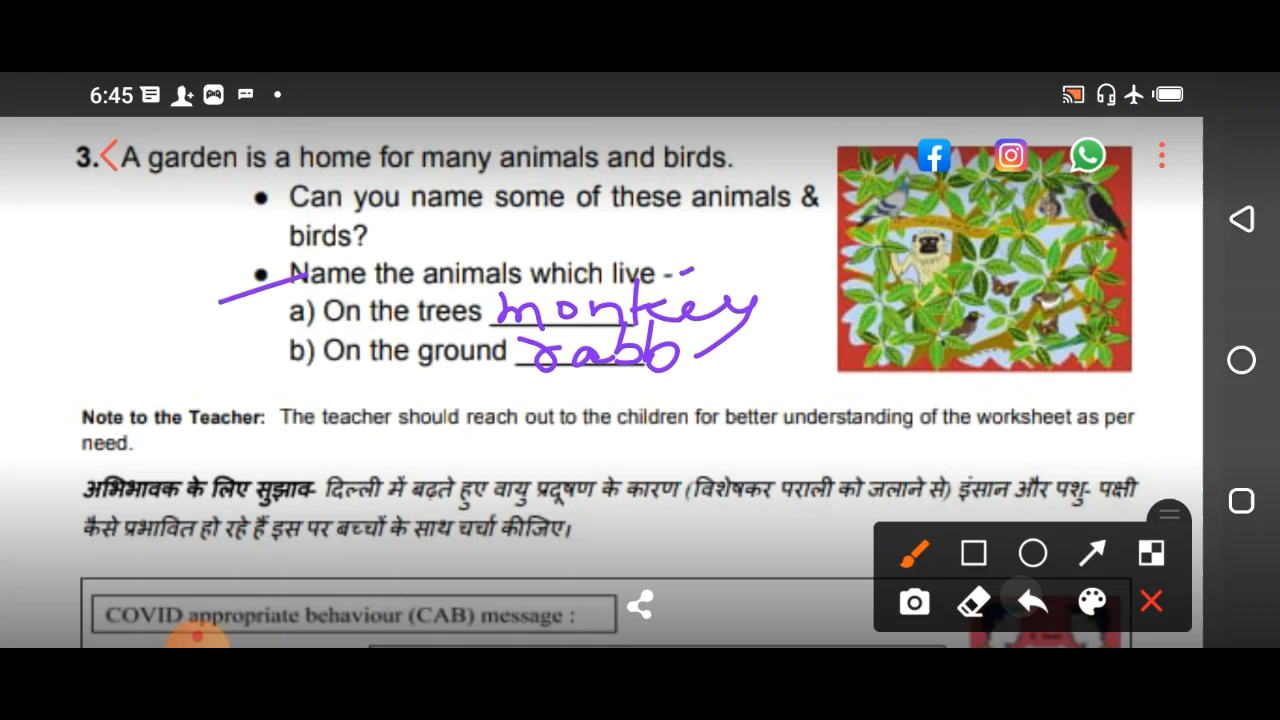 6:45
3. A garden is a home for many animals and birds.
● Can you name some of these animals &
birds?
● Name the animals which live -
a) On the trees monkey
b) On the ground rabb
Note to the Teacher: The teacher should reach out to the children for better understanding of the worksheet as per
need.
अभिभावक के लिए सुझाव- दिल्ली में बढ़ते हुए वायु प्रदूषण के कारण (विशेषकर पराली को जलाने से) इंसान और पशु- पक्षी
कैसे प्रभावित हो रहे हैं इस पर बच्चों के साथ चर्चा कीजिए।
COVID appropriate behaviour (CAB) message :